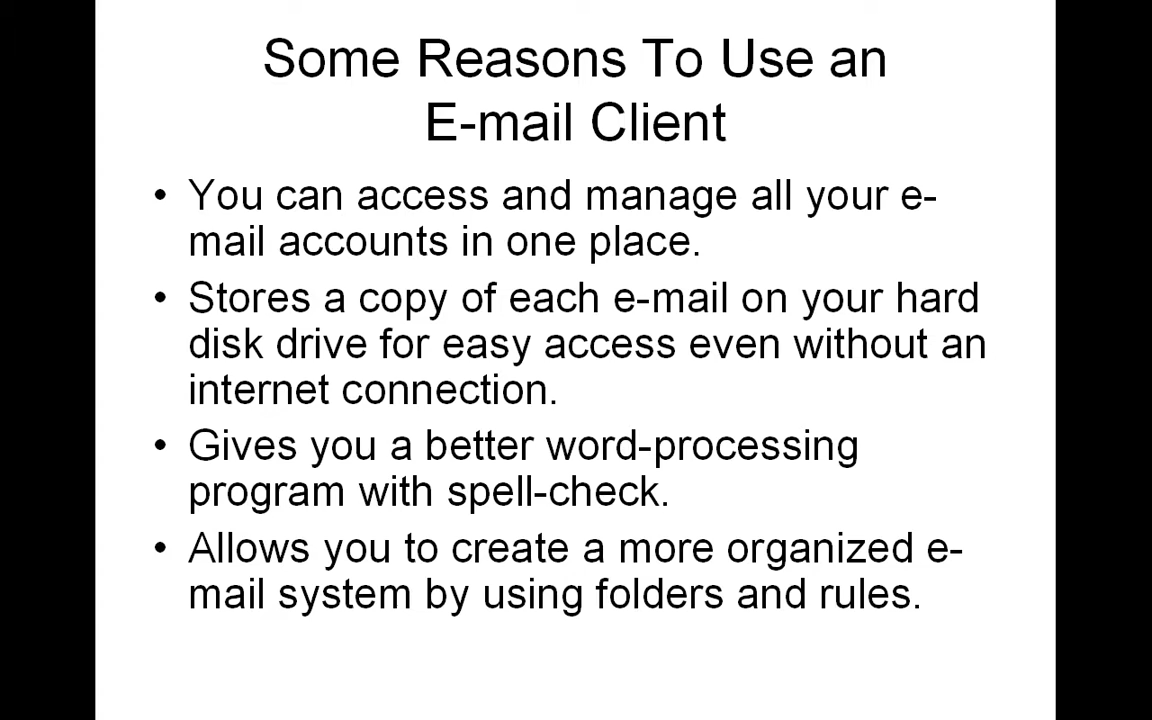 Some Reasons To Use an
E-mail Client
• You can access and manage all your e-
mail accounts in one place.
• Stores a copy of each e-mail on your hard
disk drive for easy access even without an
internet connection.
• Gives you a better word-processing
program with spell-check.
• Allows you to create a more organized e-
mail system by using folders and rules.